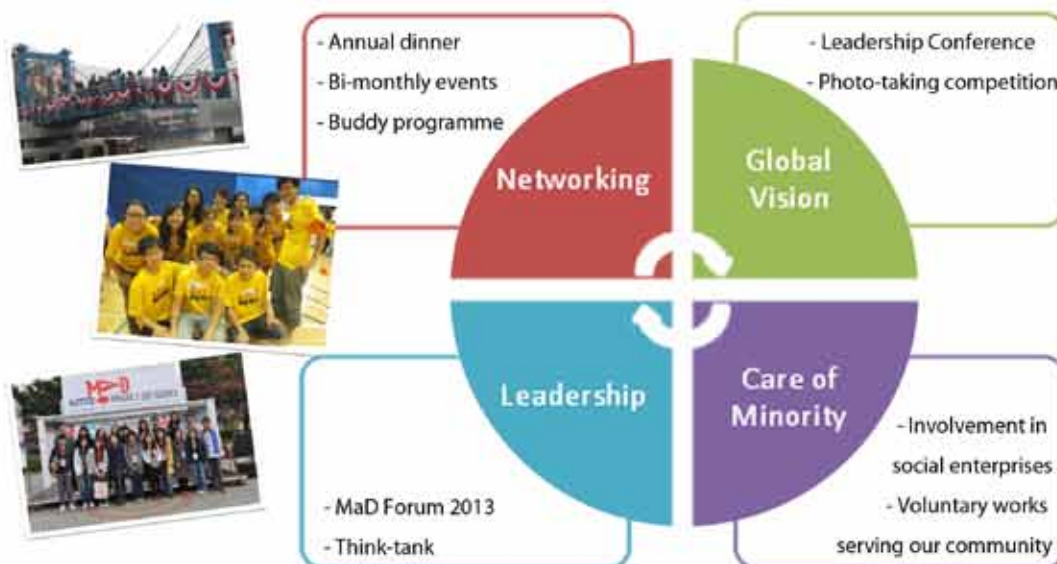 - Annual dinner
- Bi-monthly events
- Buddy programme
Networking
- Leadership Conference
- Photo-taking competition
Global
Vision
Leadership
- MaD Forum 2013
- Think-tank
Care of
Minority
- Involvement in
social enterprises
- Voluntary works
serving our community
MaD